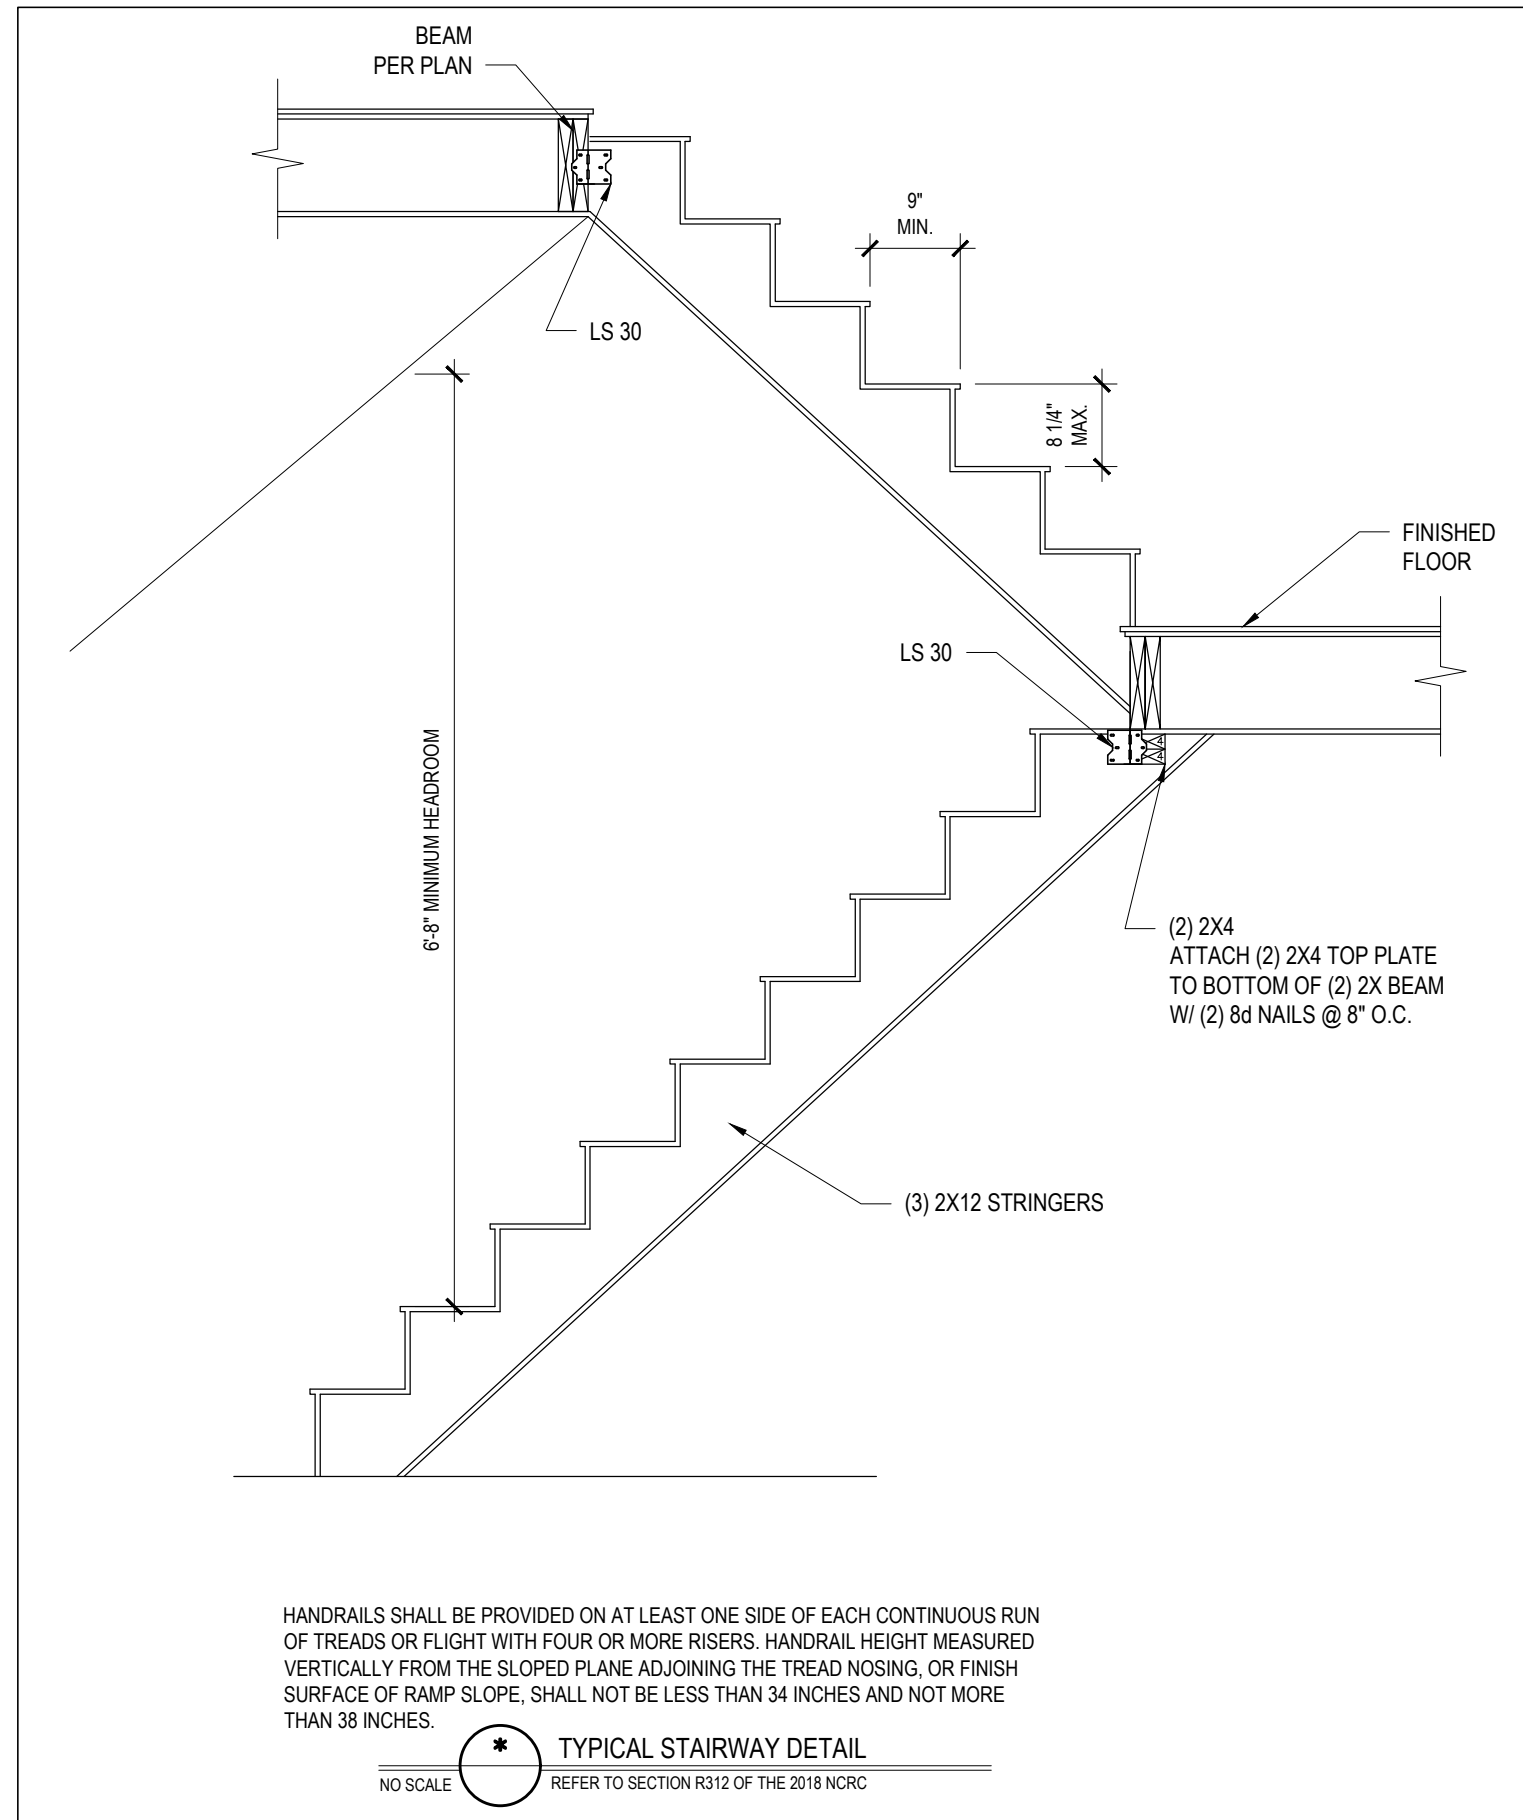 BEAM
PER PLAN
9"
MIN.
LS 30
8 1/4"
MAX.
FINISHED
FLOOR
LS 30
4
4
6'-8" MINIMUM HEADROOM
(2) 2X4
ATTACH (2) 2X4 TOP PLATE
TO BOTTOM OF (2) 2X BEAM
W/ (2) 8d NAILS @ 8" O.C.
(3) 2X12 STRINGERS
HANDRAILS SHALL BE PROVIDED ON AT LEAST ONE SIDE OF EACH CONTINUOUS RUN
OF TREADS OR FLIGHT WITH FOUR OR MORE RISERS. HANDRAIL HEIGHT MEASURED
VERTICALLY FROM THE SLOPED PLANE ADJOINING THE TREAD NOSING, OR FINISH
SURFACE OF RAMP SLOPE, SHALL NOT BE LESS THAN 34 INCHES AND NOT MORE
THAN 38 INCHES.
* TYPICAL STAIRWAY DETAIL
NO SCALE REFER TO SECTION R312 OF THE 2018 NCRC